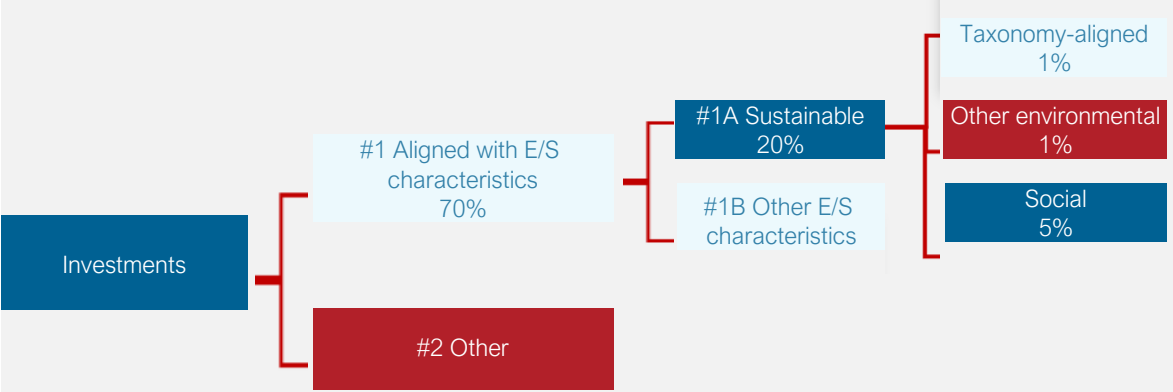 Investments
#1 Aligned with E/S
characteristics
70%
#2 Other
#1A Sustainable
20%
#1B Other E/S
characteristics
Taxonomy-aligned
1%
Other environmental
1%
Social
5%